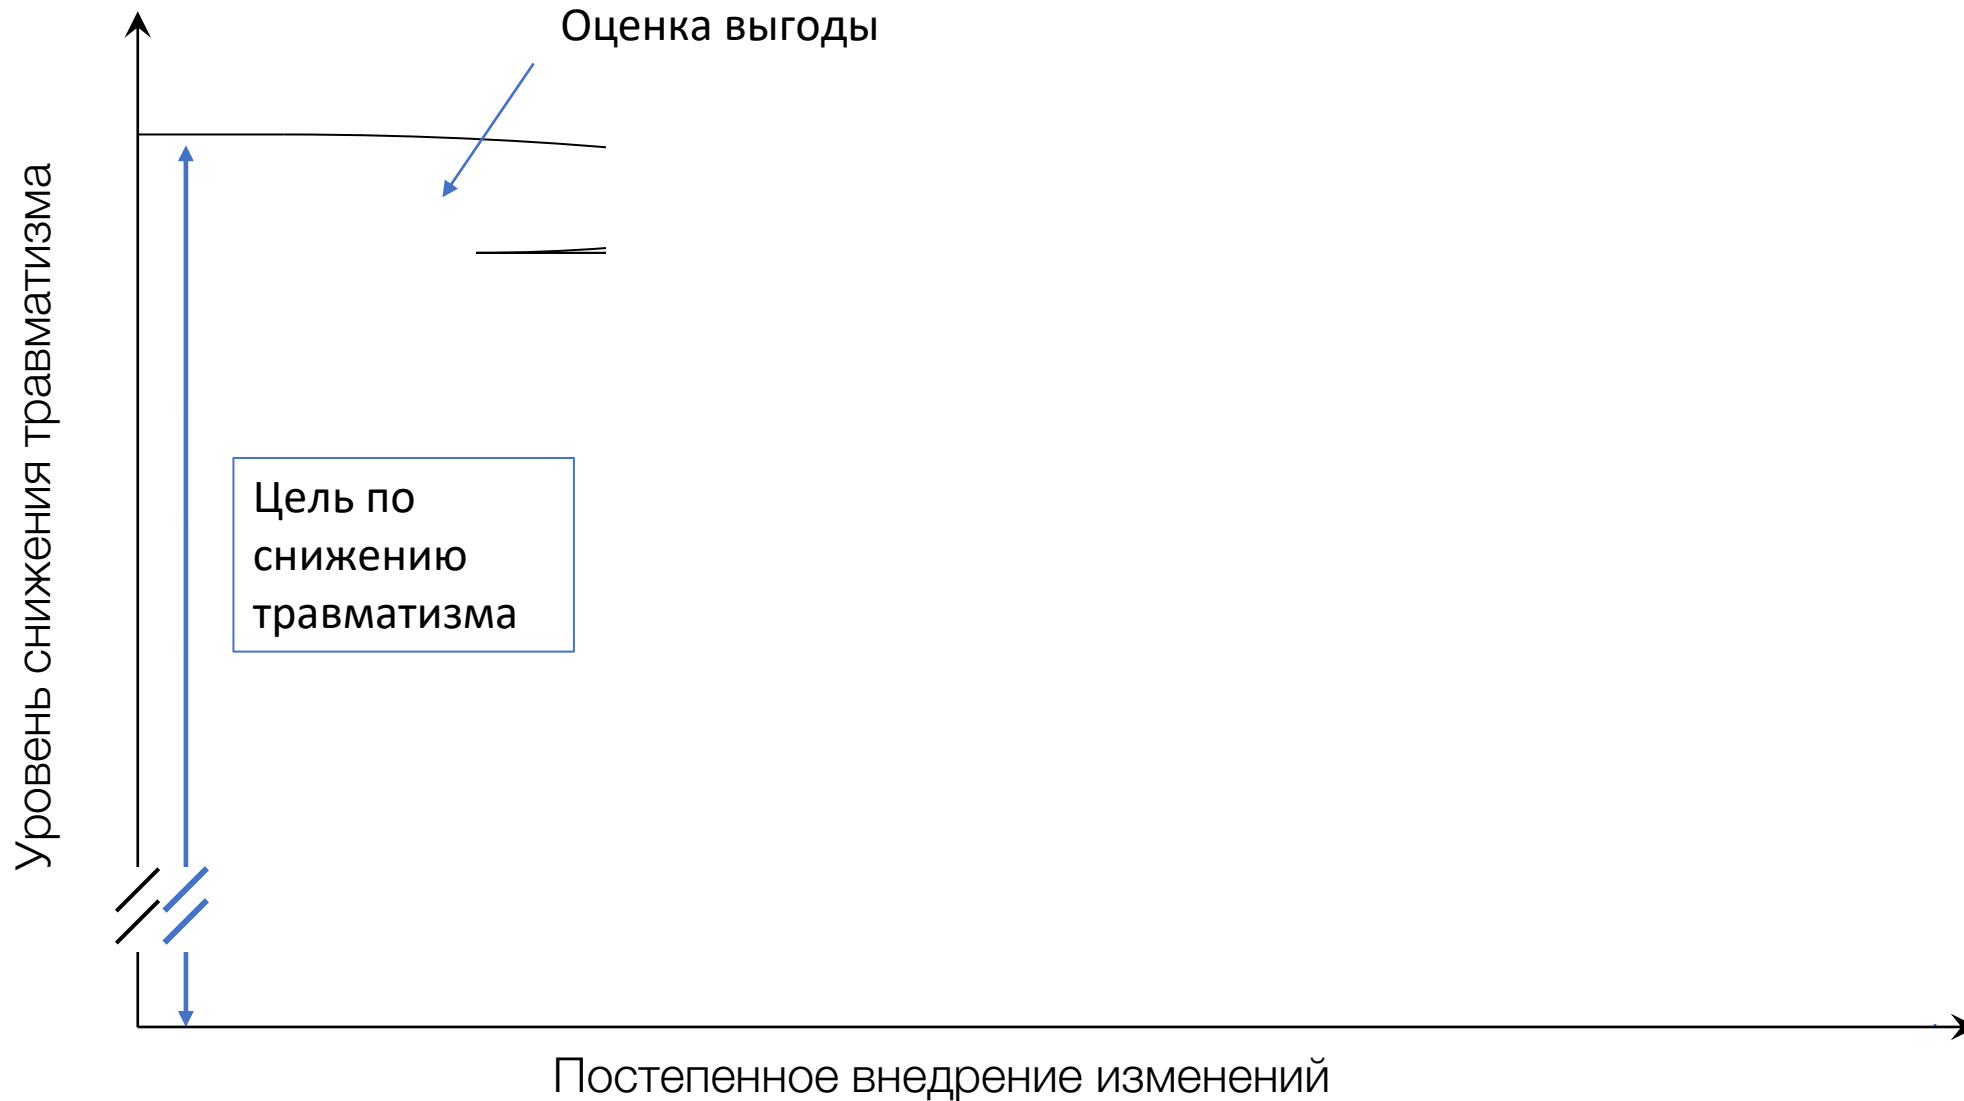 Оценка выгоды
Уровень снижения травматизма
Цель по
снижению
травматизма
Постепенное внедрение изменений